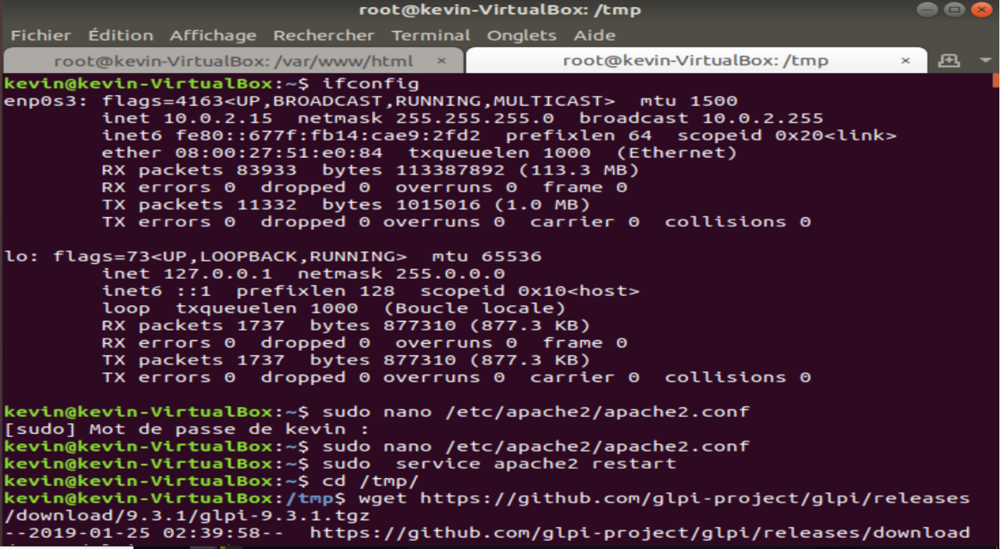 root@kevin-VirtualBox: /tmp
Fichier Édition Affichage Rechercher Terminal Onglets Aide
root@kevin-VirtualBox: /var/www/html × root@kevin-VirtualBox: /tmp ×
kevin@kevin-VirtualBox:~$ ifconfig
enp0s3: flags=4163<UP,BROADCAST,RUNNING,MULTICAST>  mtu 1500
        inet 10.0.2.15  netmask 255.255.255.0  broadcast 10.0.2.255
        inet6 fe80::677f:fb14:cae9:2fd2  prefixlen 64  scopeid 0x20<link>
        ether 08:00:27:51:e0:84  txqueuelen 1000  (Ethernet)
        RX packets 83933  bytes 113387892 (113.3 MB)
        RX errors 0  dropped 0  overruns 0  frame 0
        TX packets 11332  bytes 1015016 (1.0 MB)
        TX errors 0  dropped 0 overruns 0  carrier 0  collisions 0

lo: flags=73<UP,LOOPBACK,RUNNING>  mtu 65536
        inet 127.0.0.1  netmask 255.0.0.0
        inet6 ::1  prefixlen 128  scopeid 0x10<host>
        loop  txqueuelen 1000  (Boucle locale)
        RX packets 1737  bytes 877310 (877.3 KB)
        RX errors 0  dropped 0  overruns 0  frame 0
        TX packets 1737  bytes 877310 (877.3 KB)
        TX errors 0  dropped 0 overruns 0  carrier 0  collisions 0

kevin@kevin-VirtualBox:~$ sudo nano /etc/apache2/apache2.conf
[sudo] Mot de passe de kevin :
kevin@kevin-VirtualBox:~$ sudo nano /etc/apache2/apache2.conf
kevin@kevin-VirtualBox:~$ sudo  service apache2 restart
kevin@kevin-VirtualBox:~$ cd /tmp/
kevin@kevin-VirtualBox:/tmp$ wget https://github.com/glpi-project/glpi/releases
/download/9.3.1/glpi-9.3.1.tgz
--2019-01-25 02:39:58--  https://github.com/glpi-project/glpi/releases/download